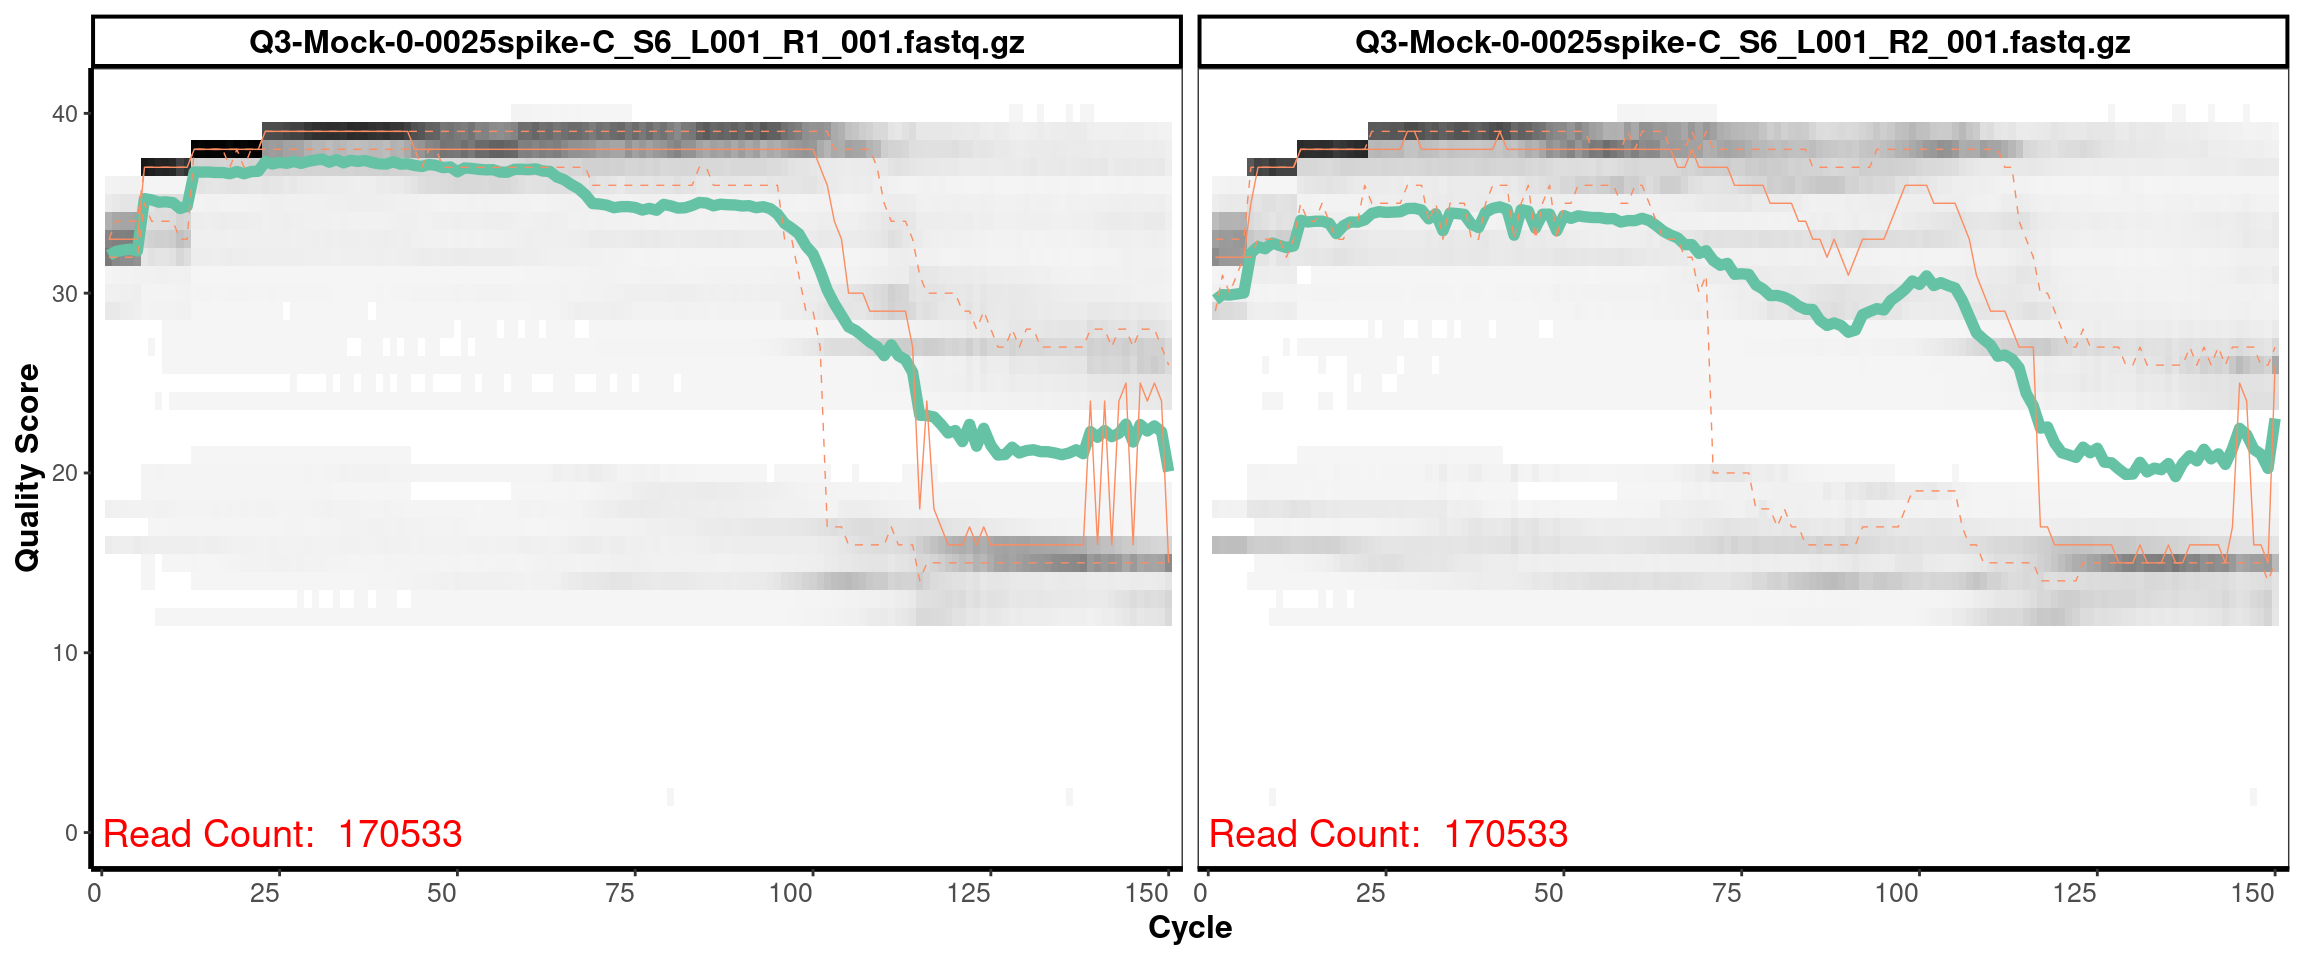 Q3-Mock-0-0025spike-C_S6_L001_R1_001.fastq.gz
Q3-Mock-0-0025spike-C_S6_L001_R2_001.fastq.gz
Quality Score
40
30
20
10
0
Read Count: 170533
Read Count: 170533
0 25 50 75 100 125 150
0 25 50 75 100 125 150
Cycle